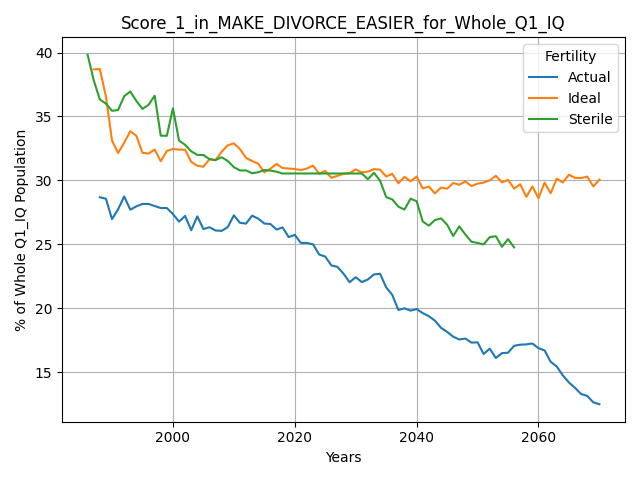 Score_1_in_MAKE_DIVORCE_EASIER_for_Whole_Q1_IQ
Fertility
Actual
Ideal
Sterile
% of Whole Q1_IQ Population
40
35
30
25
20
15
2000
2020
2040
2060
Years